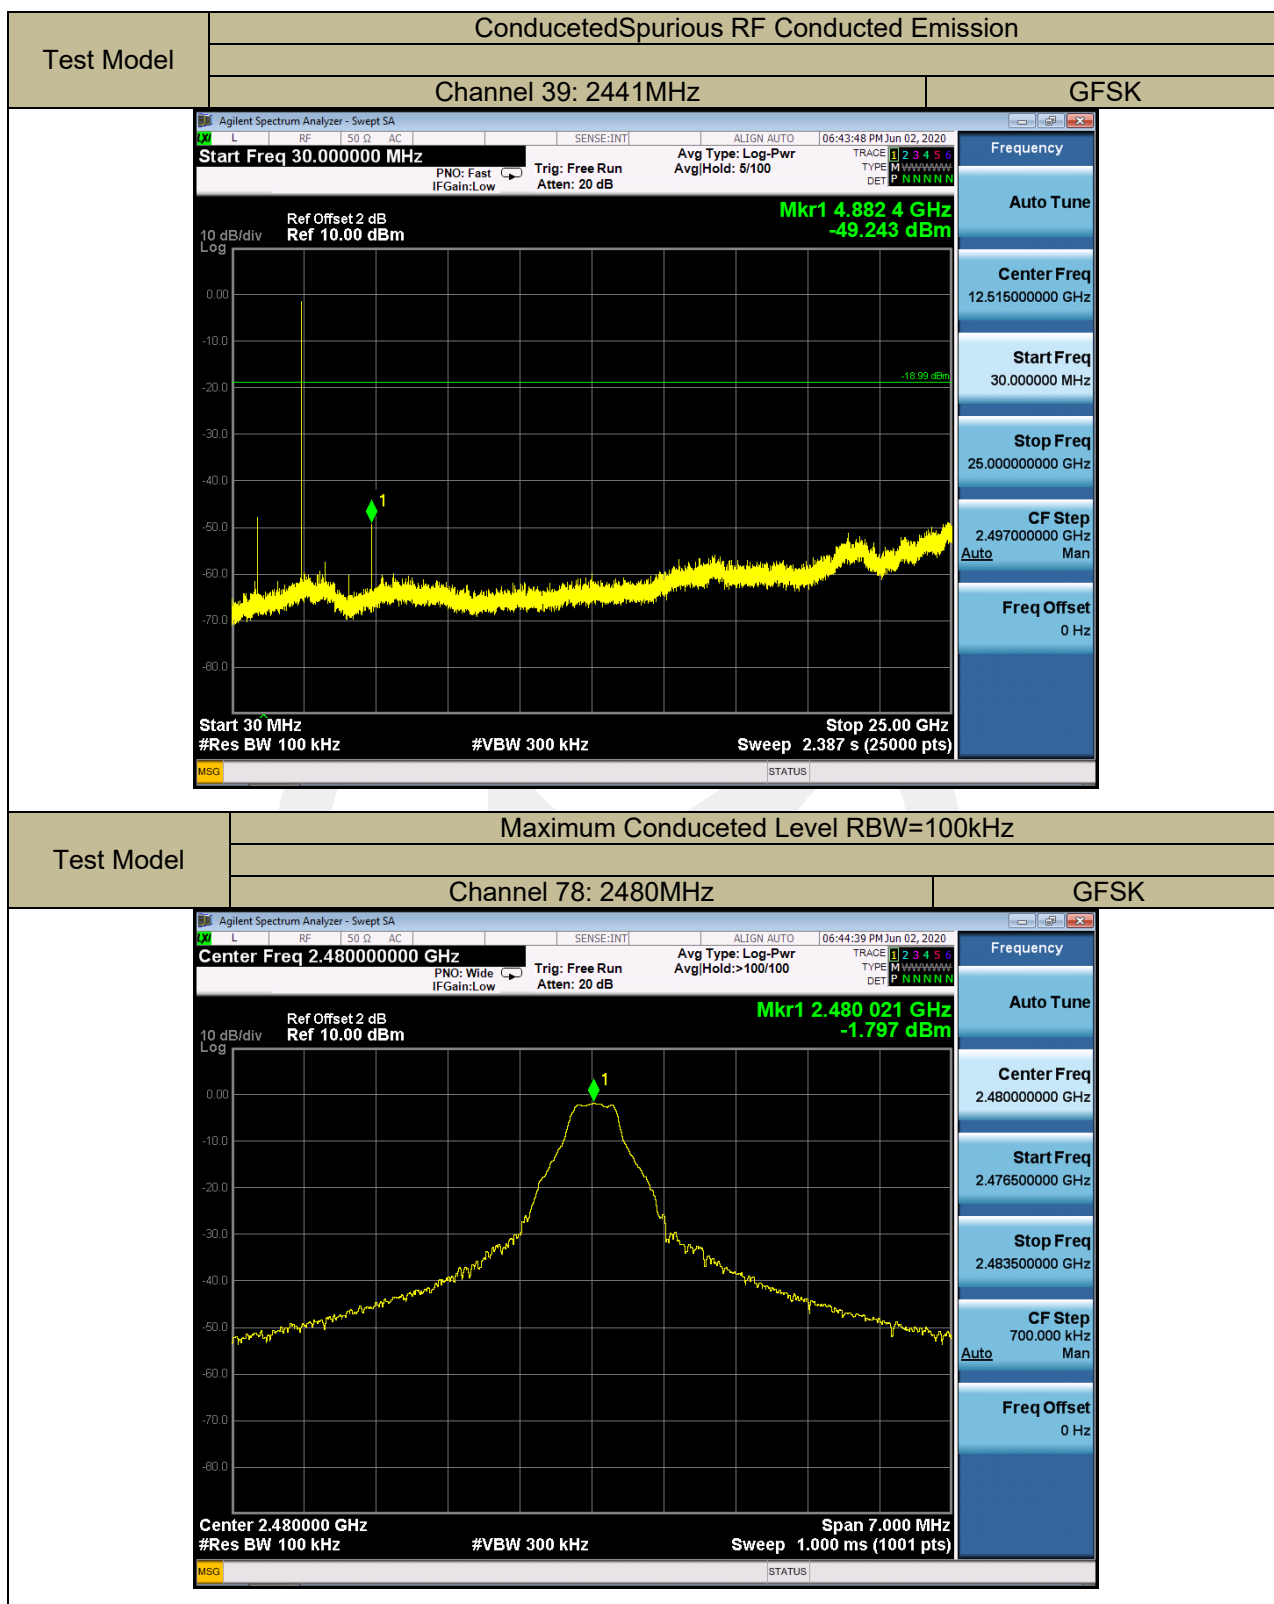 Test Model
ConducetedSpurious RF Conducted Emission
Channel 39: 2441MHz
GFSK
Agilent Spectrum Analyzer - Swept SA
LXI L RF 50 Ω AC SENSE:INT ALIGN AUTO 06:43:48 PM Jun 02, 2020
Start Freq 30.000000 MHz
PNO: Fast
IFGain:Low
Trig: Free Run
Atten: 20 dB
Avg Type: Log-Pwr
Avg|Hold: 5/100
TRACE 1 2 3 4 5 6
TYPE M WWWWW
DET P N N N N N
Frequency
Mkr1 4.882 4 GHz
-49.243 dBm
Ref Offset 2 dB
10 dB/div Ref 10.00 dBm
Log
0.00
-10.0
-20.0
-30.0
-40.0
-50.0
-60.0
-70.0
-80.0
-18.99 dBm
1
Start 30 MHz
Stop 25.00 GHz
#Res BW 100 kHz
#VBW 300 kHz
Sweep 2.387 s (25000 pts)
MSG
STATUS
Auto Tune
Center Freq
12.515000000 GHz
Start Freq
30.000000 MHz
Stop Freq
25.000000000 GHz
CF Step
2.497000000 GHz
Auto Man
Freq Offset
0 Hz
Test Model
Maximum Conduceted Level RBW=100kHz
Channel 78: 2480MHz
GFSK
Agilent Spectrum Analyzer - Swept SA
LXI L RF 50 Ω AC SENSE:INT ALIGN AUTO 06:44:39 PM Jun 02, 2020
Center Freq 2.480000000 GHz
PNO: Wide
IFGain:Low
Trig: Free Run
Atten: 20 dB
Avg Type: Log-Pwr
Avg|Hold:>100/100
TRACE 1 2 3 4 5 6
TYPE M WWWWW
DET P N N N N N
Frequency
Mkr1 2.480 021 GHz
-1.797 dBm
Ref Offset 2 dB
10 dB/div Ref 10.00 dBm
Log
0.00
-10.0
-20.0
-30.0
-40.0
-50.0
-60.0
-70.0
-80.0
1
Center 2.480000 GHz
Span 7.000 MHz
#Res BW 100 kHz
#VBW 300 kHz
Sweep 1.000 ms (1001 pts)
MSG
STATUS
Auto Tune
Center Freq
2.480000000 GHz
Start Freq
2.476500000 GHz
Stop Freq
2.483500000 GHz
CF Step
700.000 kHz
Auto Man
Freq Offset
0 Hz